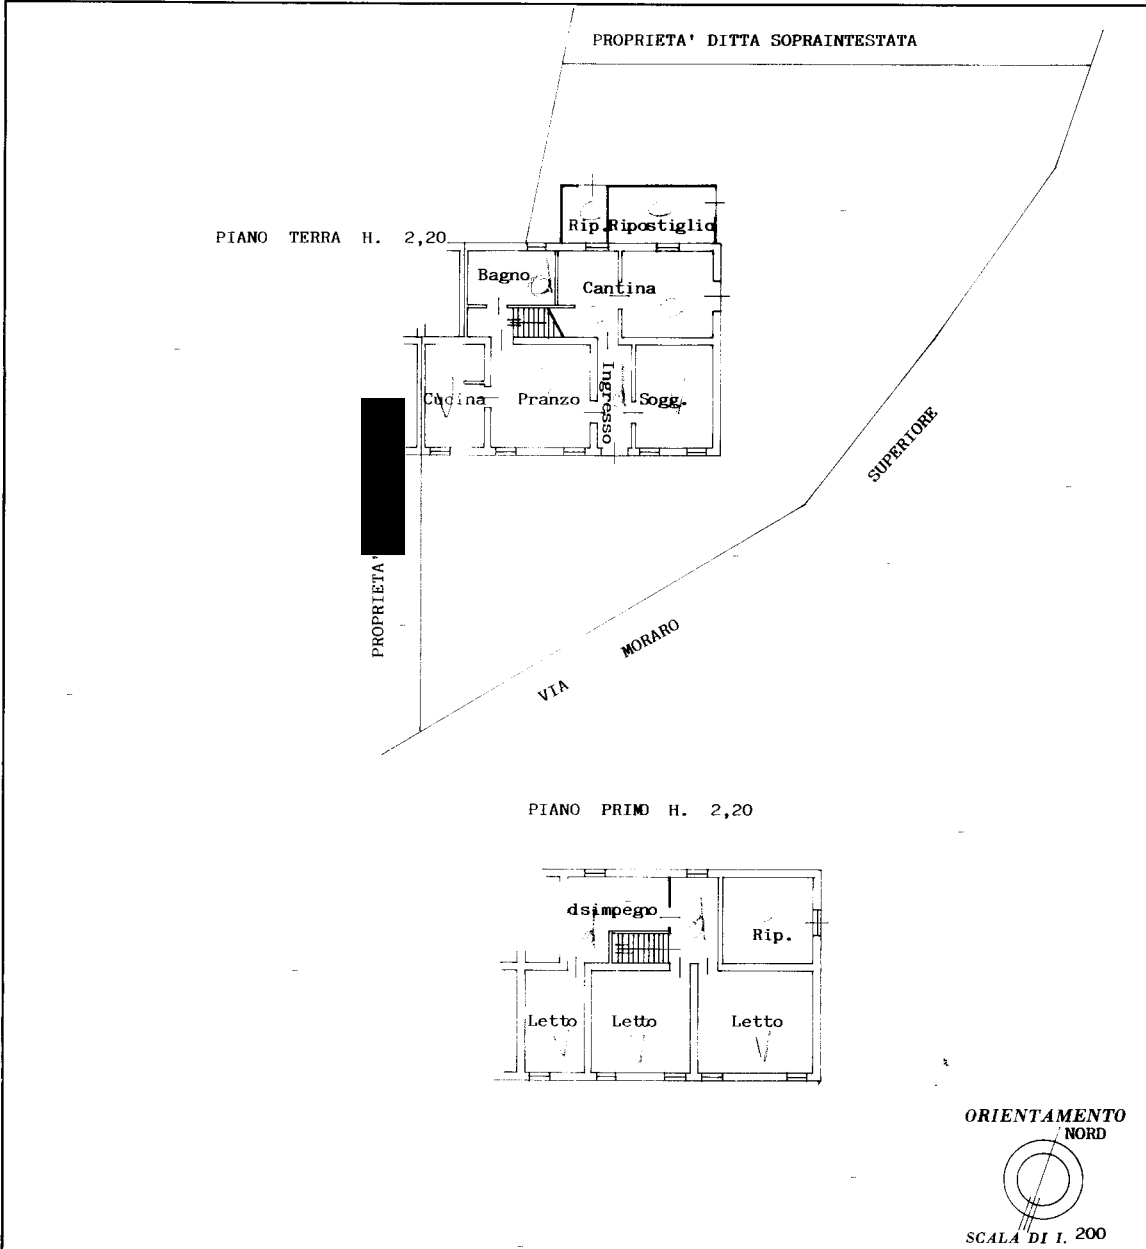 PROPRIETA' DITTA SOPRAINTESTATA
Rip. Ripostiglio
PIANO TERRA H. 2,20
Bagno
Cantina
Cucina
Pranzo
Ingresso
Sogg.
PROPRIETA'
VIA MORARO SUPERIORE
PIANO PRIMO H. 2,20
dsimpegno
Rip.
Letto
Letto
Letto
ORIENTAMENTO
NORD
SCALA DI 1. 200